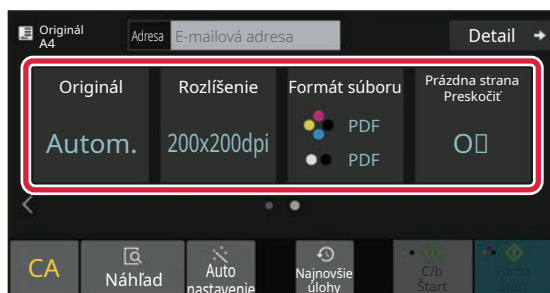 Originál
A4
Adresa
E-mailová adresa
Detail
Originál
Autom.
Rozlíšenie
200x200dpi
Formát súboru
PDF
PDF
Prázdna strana
Preskočiť
O
CA
Náhľad
Auto
nastavenie
Najnovšie
úlohy
C/b
Štart
Farba
Štart